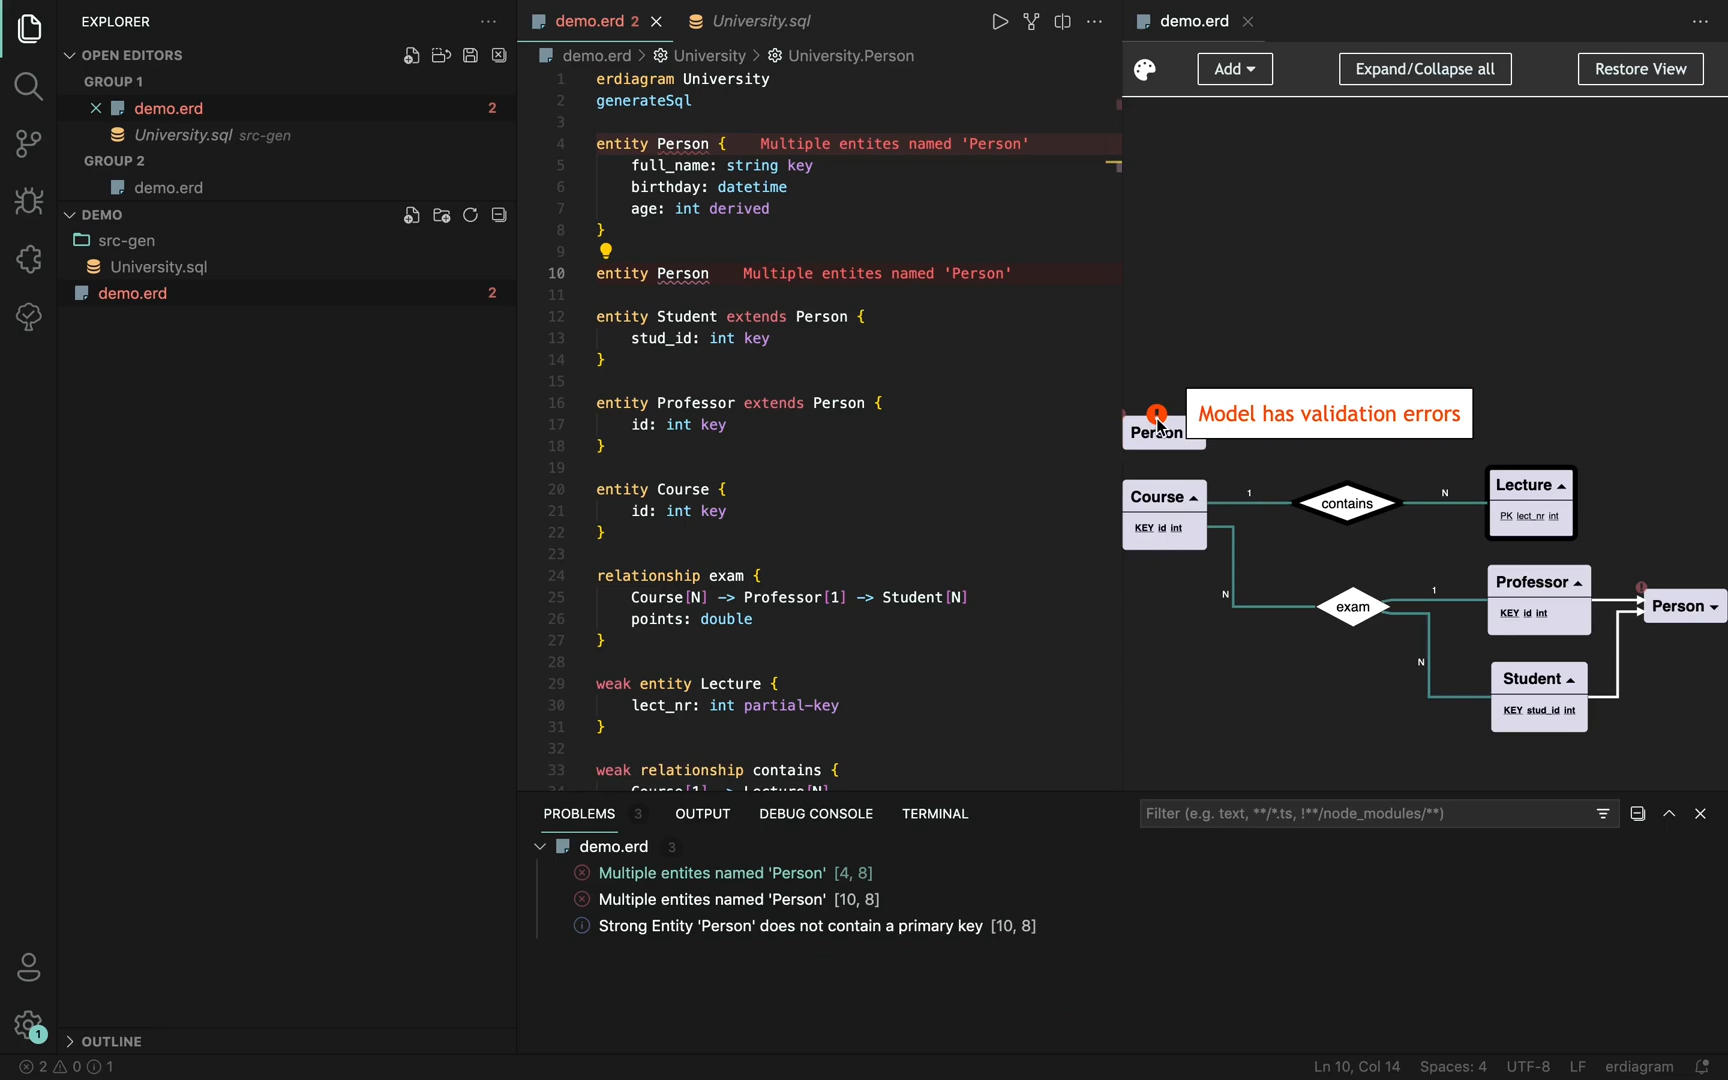 EXPLORER
OPEN EDITORS
GROUP 1
demo.erd 2
University.sql src-gen
GROUP 2
demo.erd
DEMO
src-gen
University.sql
demo.erd 2
OUTLINE
1
2 0 1
demo.erd 2
University.sql
demo.erd > University > University.Person
1 erdiagram University
2 generateSql
3
4 entity Person { Multiple entites named 'Person'
5 full_name: string key
6 birthday: datetime
7 age: int derived
8 }
9
10 entity Person Multiple entites named 'Person'
11
12 entity Student extends Person {
13 stud_id: int key
14 }
15
16 entity Professor extends Person {
17 id: int key
18 }
19
20 entity Course {
21 id: int key
22 }
23
24 relationship exam {
25 Course[N] -> Professor[1] -> Student[N]
26 points: double
27 }
28
29 weak entity Lecture {
30 lect_nr: int partial-key
31 }
32
33 weak relationship contains {
34 Course[1] -> Lecture[N]
demo.erd
Add
Expand/Collapse all
Restore View
Model has validation errors
Person
Course
KEY id int
1
contains
N
Lecture
PK lect_nr int
N
exam
1
N
Professor
KEY id int
Person
Student
KEY stud_id int
PROBLEMS 3
OUTPUT
DEBUG CONSOLE
TERMINAL
Filter (e.g. text, **/*.ts, !**/node_modules/**)
demo.erd 3
Multiple entites named 'Person' [4, 8]
Multiple entites named 'Person' [10, 8]
Strong Entity 'Person' does not contain a primary key [10, 8]
Ln 10, Col 14
Spaces: 4
UTF-8
LF
erdiagram